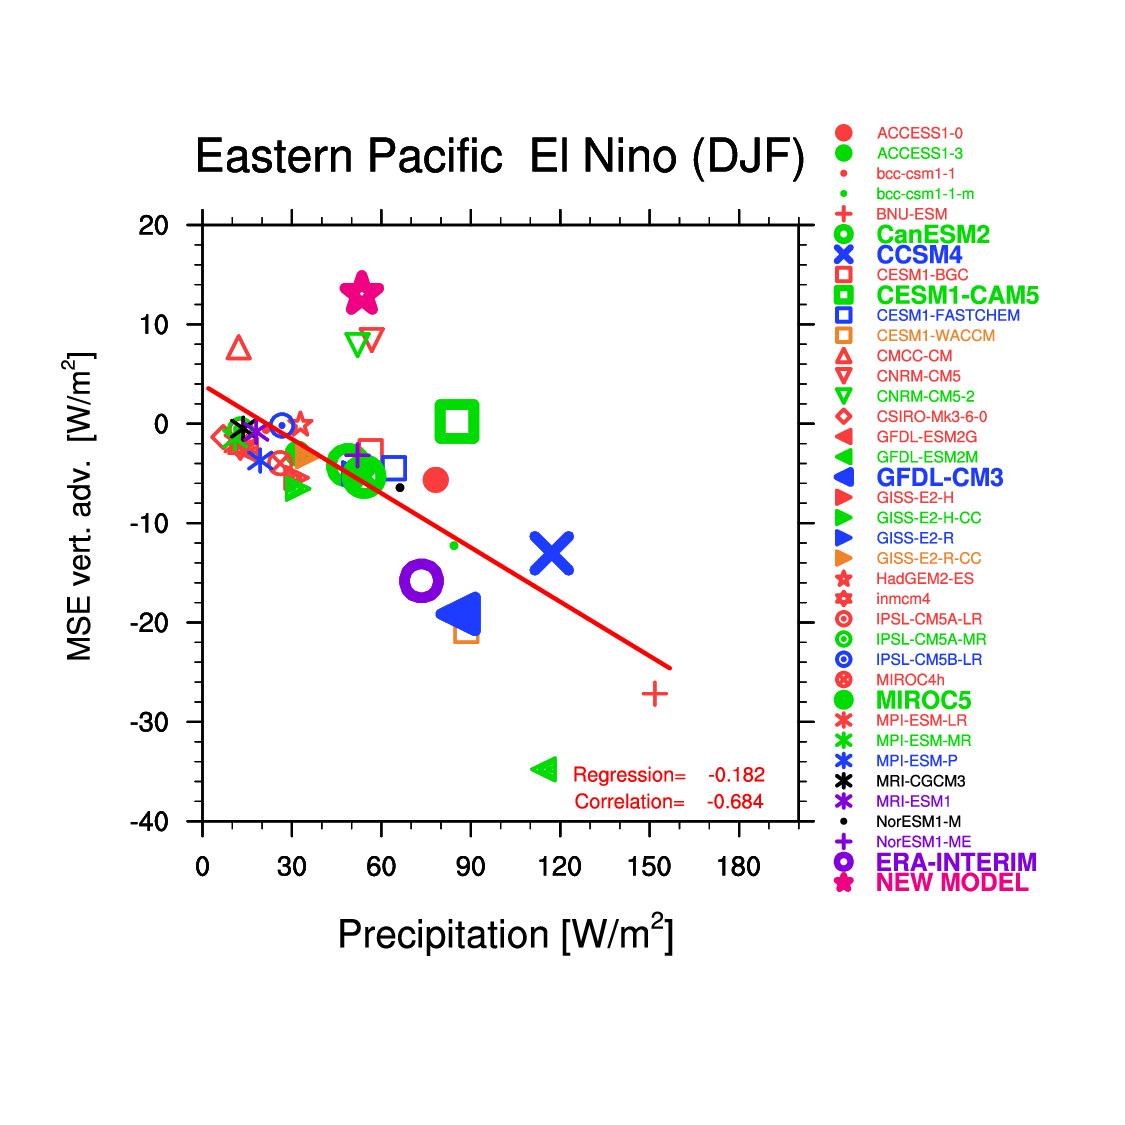 Eastern Pacific  El Nino (DJF)
20
10
0
-10
-20
-30
-40
MSE vert. adv.  [W/m²]
0 30 60 90 120 150 180
Precipitation [W/m²]
Regression= -0.182
Correlation= -0.684
ACCESS1-0
ACCESS1-3
bcc-csm1-1
bcc-csm1-1-m
BNU-ESM
CanESM2
CCSM4
CESM1-BGC
CESM1-CAM5
CESM1-FASTCHEM
CESM1-WACCM
CMCC-CM
CNRM-CM5
CNRM-CM5-2
CSIRO-Mk3-6-0
GFDL-ESM2G
GFDL-ESM2M
GFDL-CM3
GISS-E2-H
GISS-E2-H-CC
GISS-E2-R
GISS-E2-R-CC
HadGEM2-ES
inmcm4
IPSL-CM5A-LR
IPSL-CM5A-MR
IPSL-CM5B-LR
MIROC4h
MIROC5
MPI-ESM-LR
MPI-ESM-MR
MPI-ESM-P
MRI-CGCM3
MRI-ESM1
NorESM1-M
NorESM1-ME
ERA-INTERIM
NEW MODEL